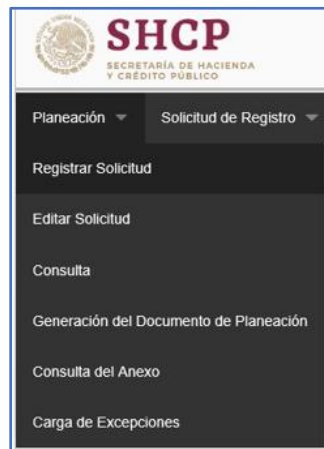 SHCP
SECRETARÍA DE HACIENDA
Y CRÉDITO PÚBLICO
Planeación Solicitud de Registro
Registrar Solicitud
Editar Solicitud
Consulta
Generación del Documento de Planeación
Consulta del Anexo
Carga de Excepciones